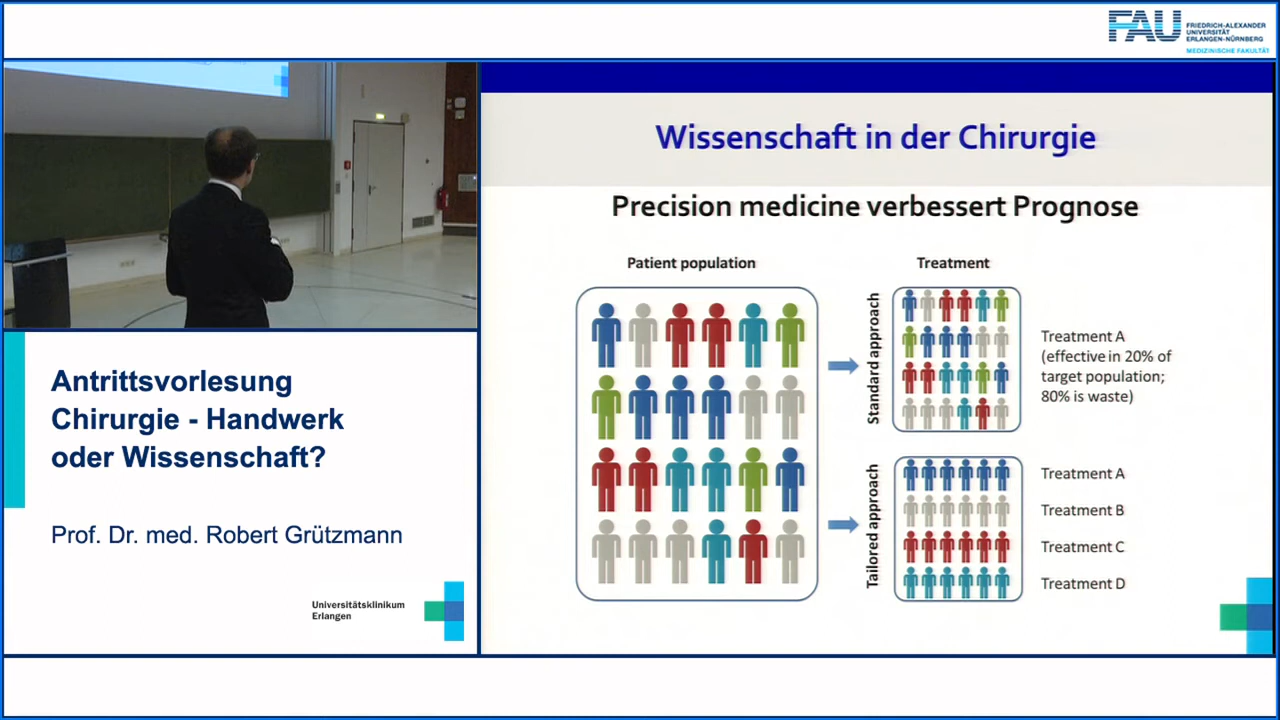 FAU
FRIEDRICH-ALEXANDER
UNIVERSITÄT
ERLANGEN-NÜRNBERG
MEDIZINISCHE FAKULTÄT
Antrittsvorlesung
Chirurgie - Handwerk
oder Wissenschaft?
Prof. Dr. med. Robert Grützmann
Universitätsklinikum
Erlangen
Wissenschaft in der Chirurgie
Precision medicine verbessert Prognose
Patient population
Treatment
Standard approach
Treatment A
(effective in 20% of
target population;
80% is waste)
Tailored approach
Treatment A
Treatment B
Treatment C
Treatment D